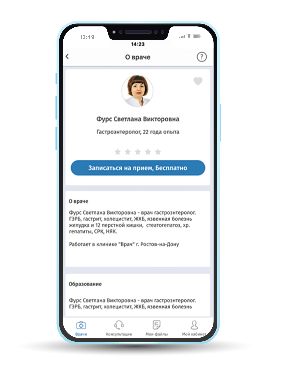 14:23
О враче
?
Фурс Светлана Викторовна
Гастроэнтеролог, 22 года опыта
Записаться на прием, Бесплатно
О враче
Фурс Светлана Викторовна - врач гастроэнтеролог.
ГЭРБ, гастрит, холецистит, ЖКБ, язвенная болезнь
желудка и 12 перстной кишки, стеатогепатоз, хр.
гепатиты, СРК, НЯК.
Работает в клинике "Врач" г. Ростов-на-Дону
Образование
Фурс Светлана Викторовна - врач гастроэнтеролог.
ГЭРБ, гастрит, холецистит, ЖКБ, язвенная болезнь
Врачи Консультации Мои файлы Мой кабинет